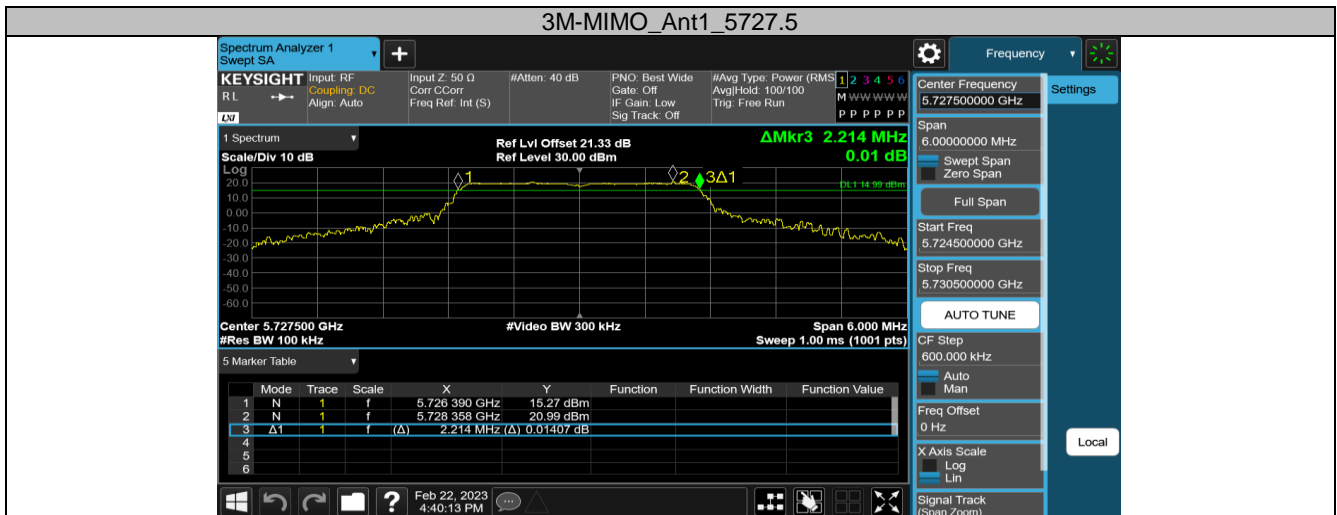 3M-MIMO_Ant1_5727.5
Spectrum Analyzer 1
Swept SA
+
Frequency
KEYSIGHT Input: RF Input Z: 50 Ω #Atten: 40 dB PNO: Best Wide #Avg Type: Power (RMS 1 2 3 4 5 6
RL Coupling: DC Corr CCorr Gate: Off Avg|Hold: 100/100 M W W W W W
Align: Auto Freq Ref: Int (S) IF Gain: Low Trig: Free Run
LXI Sig Track: Off P P P P P P
Center Frequency
5.727500000 GHz
Settings
1 Spectrum
Scale/Div 10 dB
Ref Lvl Offset 21.33 dB
Ref Level 30.00 dBm
ΔMkr3 2.214 MHz
0.01 dB
Log
20.0
10.0
0.00
-10.0
-20.0
-30.0
-40.0
-50.0
-60.0
1
2
3Δ1
DL1 14.99 dBm
Center 5.727500 GHz #Video BW 300 kHz Span 6.000 MHz
#Res BW 100 kHz Sweep 1.00 ms (1001 pts)
Span
6.00000000 MHz
Swept Span
Zero Span
Full Span
Start Freq
5.724500000 GHz
Stop Freq
5.730500000 GHz
AUTO TUNE
CF Step
600.000 kHz
Auto
Man
Freq Offset
0 Hz
X Axis Scale
Log
Lin
Signal Track
(Span Zoom)
Local
5 Marker Table
Mode Trace Scale X Y Function Function Width Function Value
1 N 1 f 5.726 390 GHz 15.27 dBm
2 N 1 f 5.728 358 GHz 20.99 dBm
3 Δ1 1 f (Δ) 2.214 MHz (Δ) 0.01407 dB
4
5
6
?
Feb 22, 2023
4:40:13 PM